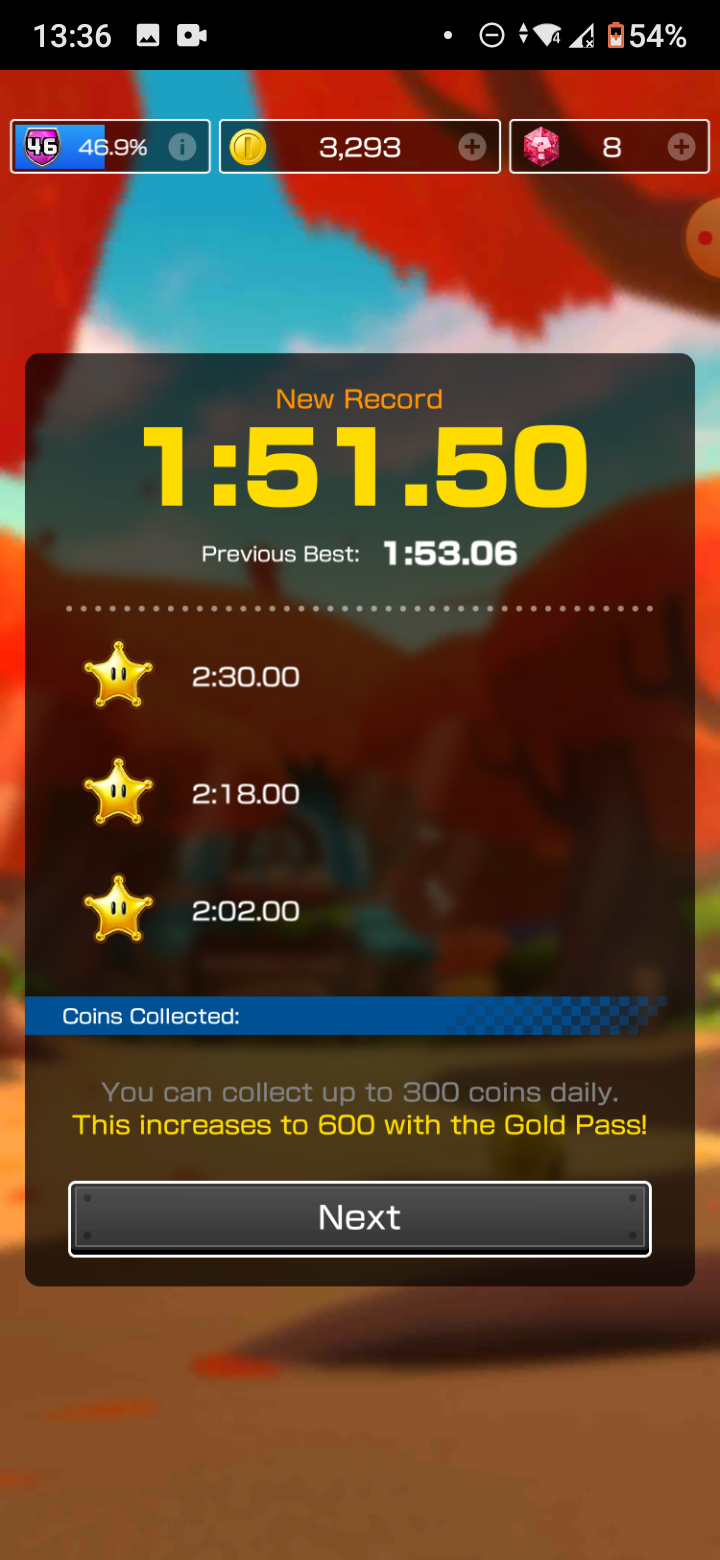 13:36
54%
46 46.9% 3,293 8
New Record
1:51.50
Previous Best: 1:53.06
2:30.00
2:18.00
2:02.00
Coins Collected:
You can collect up to 300 coins daily.
This increases to 600 with the Gold Pass!
Next